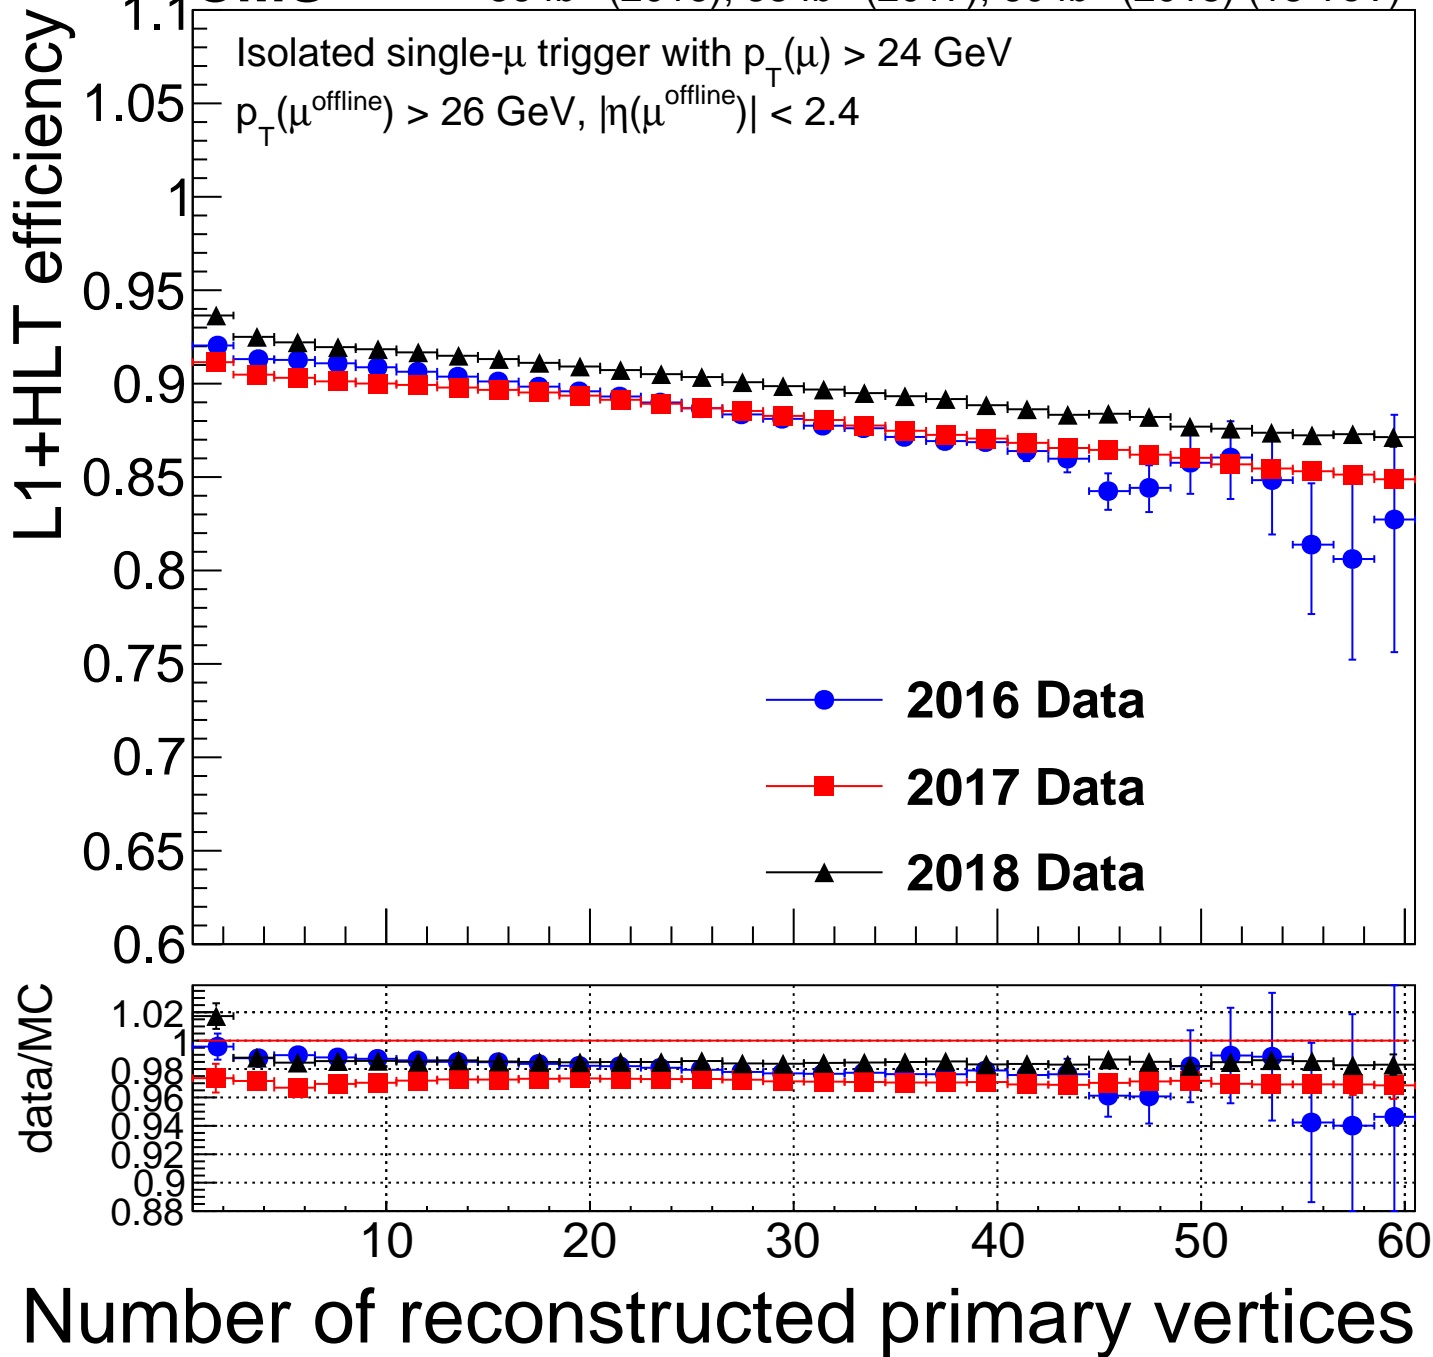 1.1
Isolated single-μ trigger with p_T(μ) > 24 GeV
p_T(μ^offline) > 26 GeV, |η(μ^offline)| < 2.4
L1+HLT efficiency
1.05
1
0.95
0.9
0.85
0.8
0.75
0.7
0.65
0.6
2016 Data
2017 Data
2018 Data
data/MC
1.02
1
0.98
0.96
0.94
0.92
0.9
0.88
10 20 30 40 50 60
Number of reconstructed primary vertices